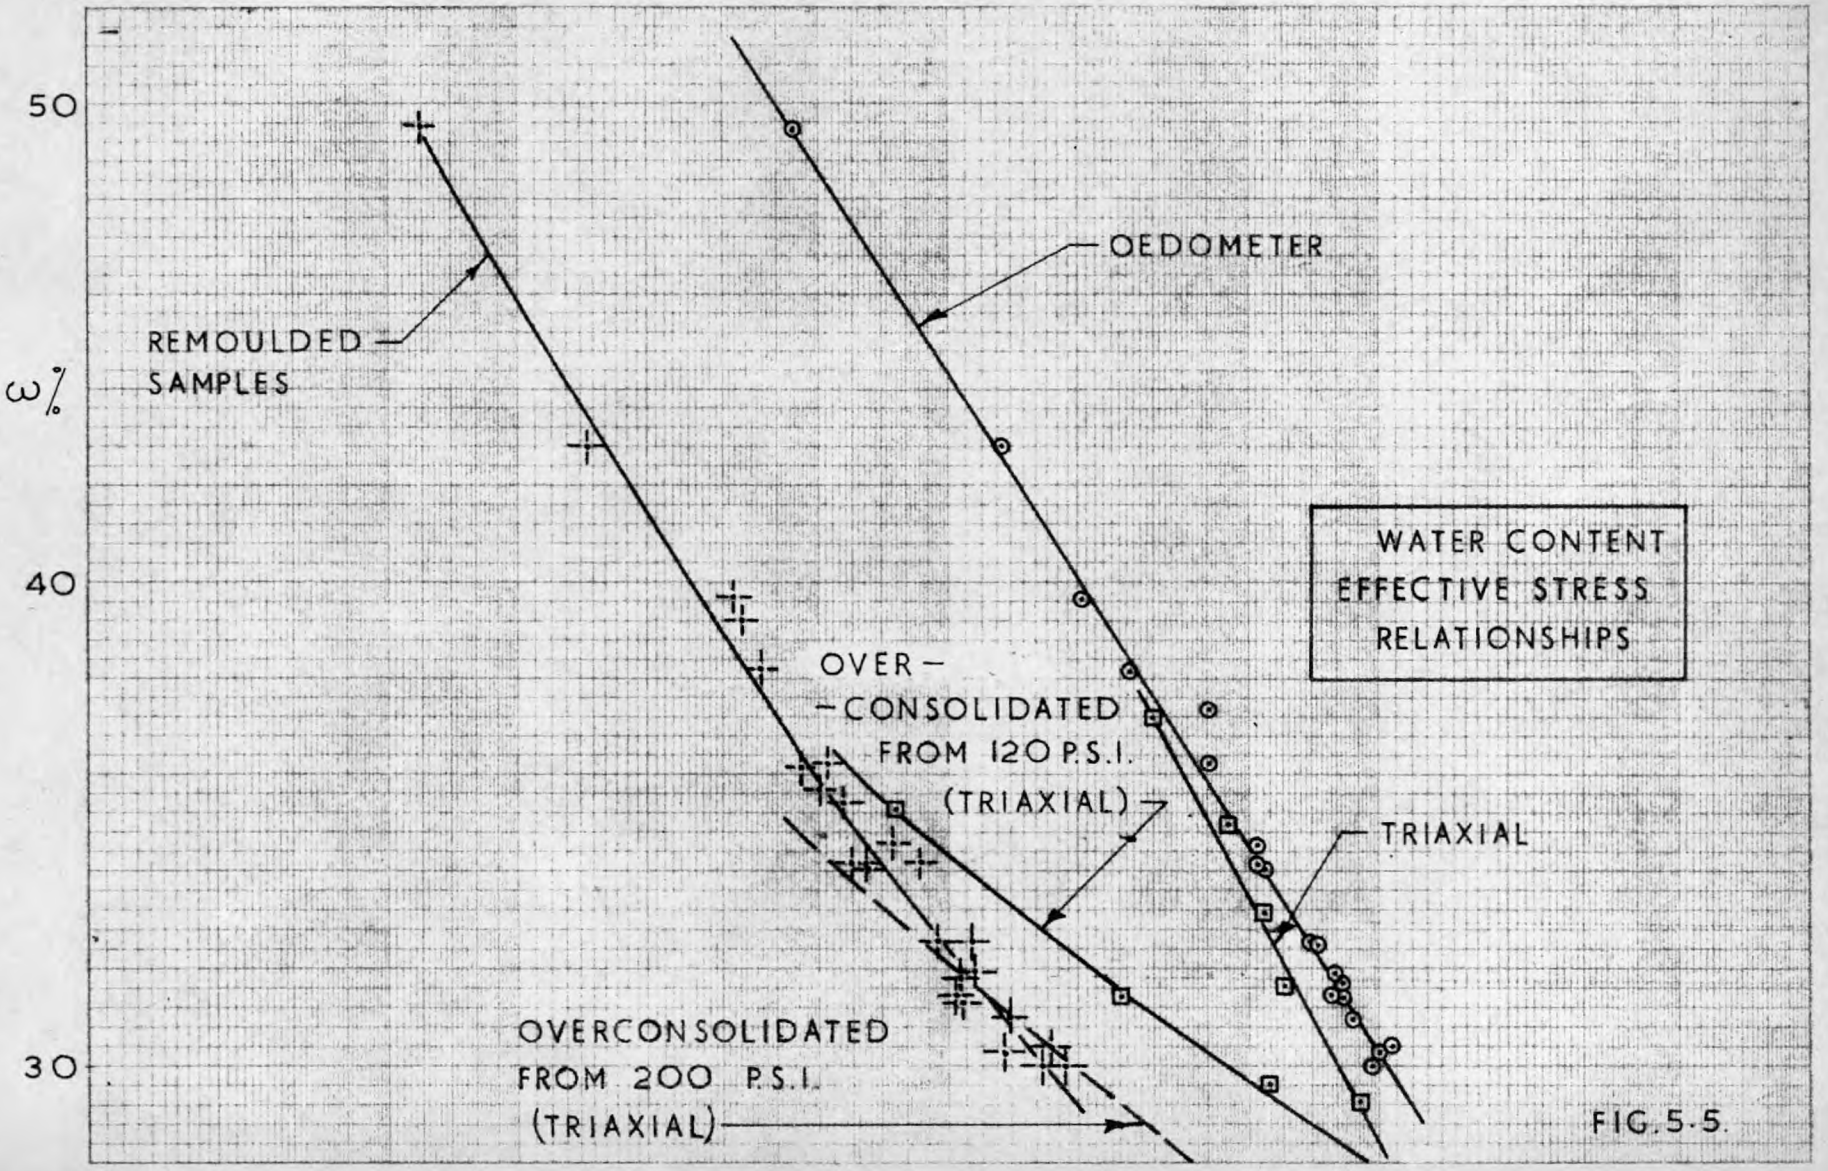 50
OEDOMETER
REMOULDED
SAMPLES
ω%
WATER CONTENT
EFFECTIVE STRESS
RELATIONSHIPS
40
OVER-
-CONSOLIDATED
FROM 120 P.S.I.
(TRIAXIAL)
TRIAXIAL
OVERCONSOLIDATED
FROM 200 P.S.I.
(TRIAXIAL)
30
FIG. 5·5.